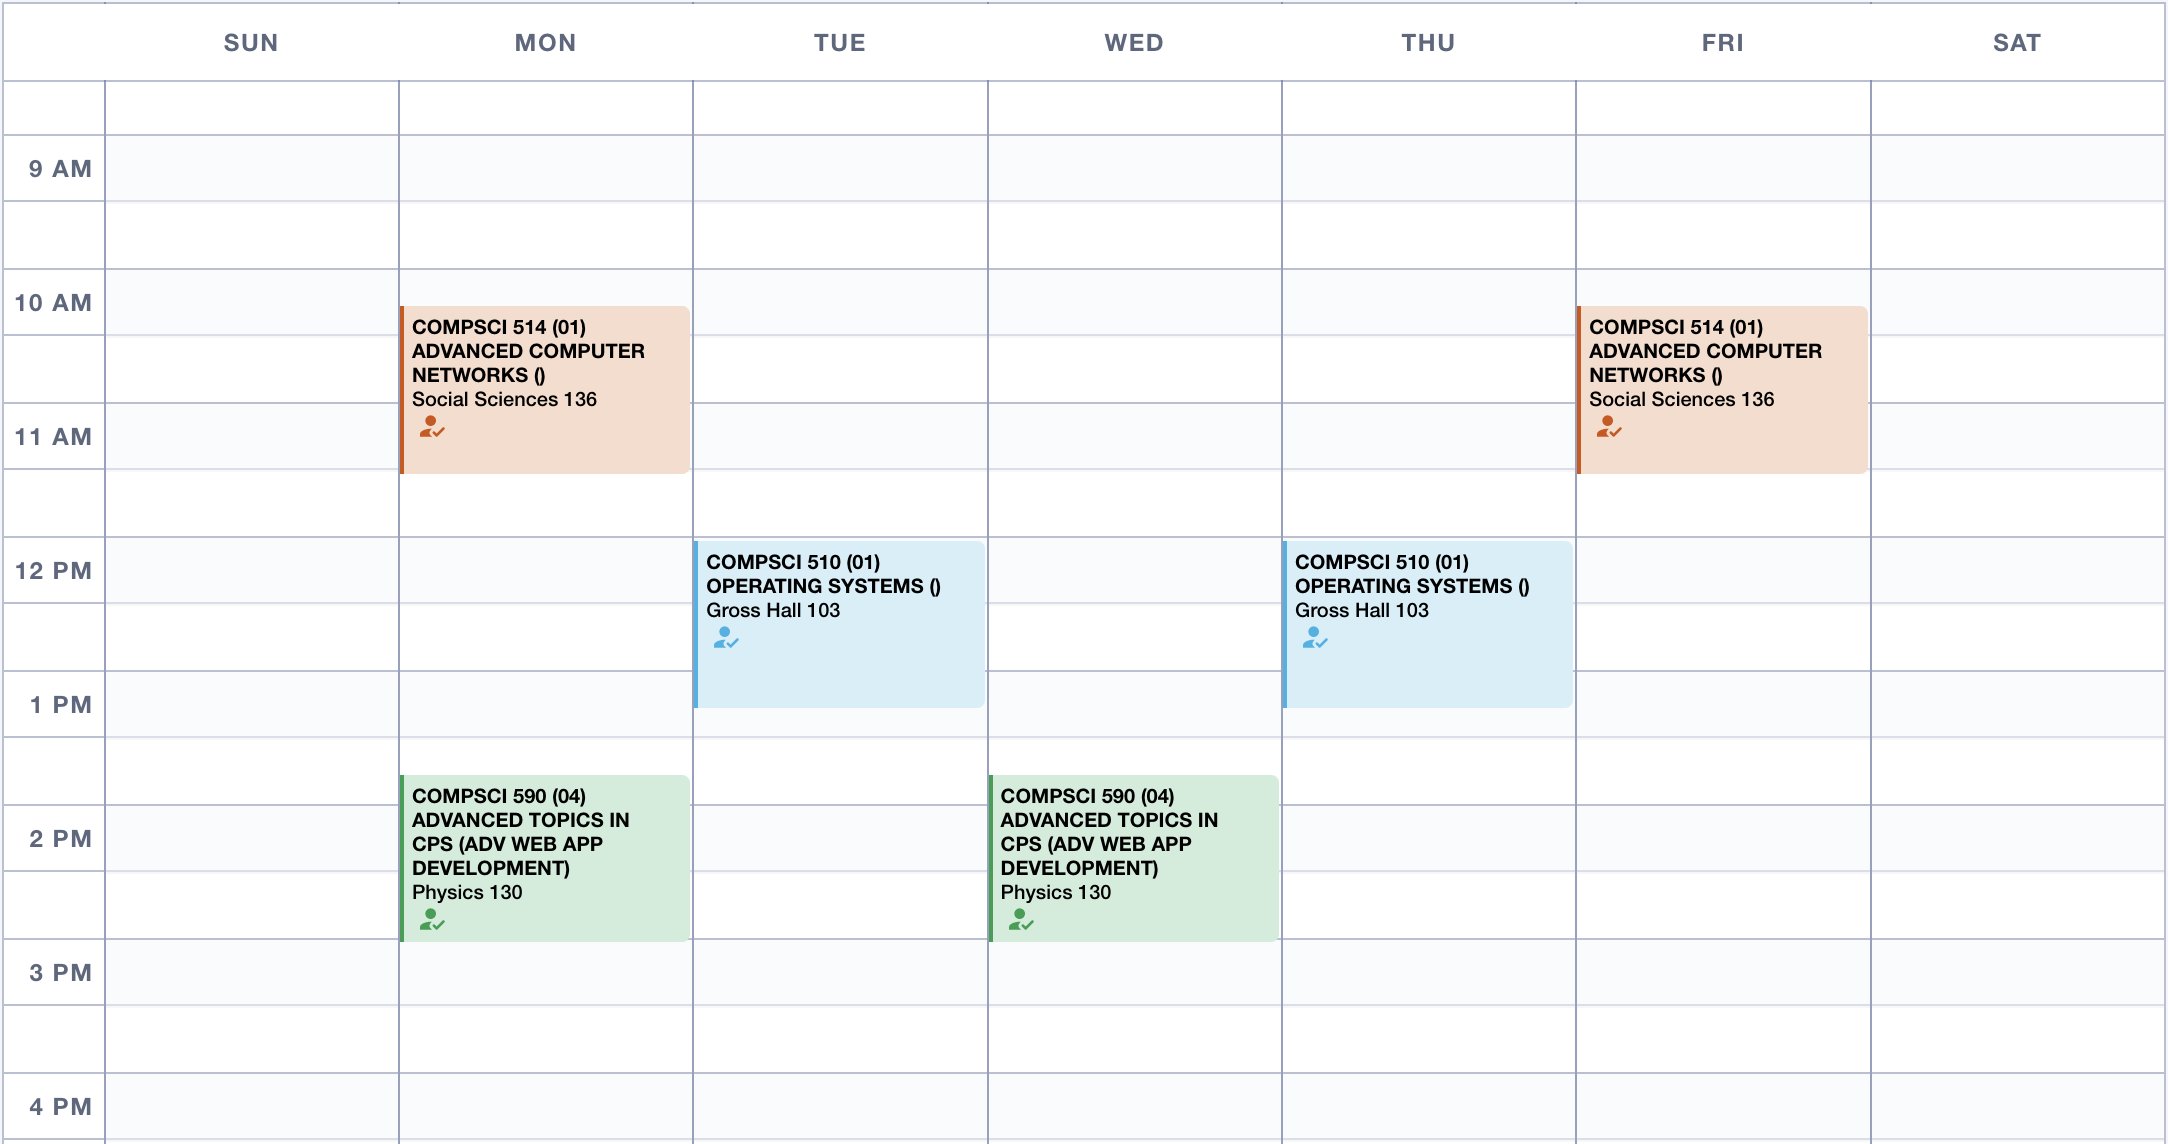 SUN MON TUE WED THU FRI SAT
9 AM
10 AM
COMPSCI 514 (01)
ADVANCED COMPUTER
NETWORKS ()
Social Sciences 136
COMPSCI 514 (01)
ADVANCED COMPUTER
NETWORKS ()
Social Sciences 136
11 AM
12 PM
COMPSCI 510 (01)
OPERATING SYSTEMS ()
Gross Hall 103
COMPSCI 510 (01)
OPERATING SYSTEMS ()
Gross Hall 103
1 PM
COMPSCI 590 (04)
ADVANCED TOPICS IN
CPS (ADV WEB APP
DEVELOPMENT)
Physics 130
COMPSCI 590 (04)
ADVANCED TOPICS IN
CPS (ADV WEB APP
DEVELOPMENT)
Physics 130
2 PM
3 PM
4 PM